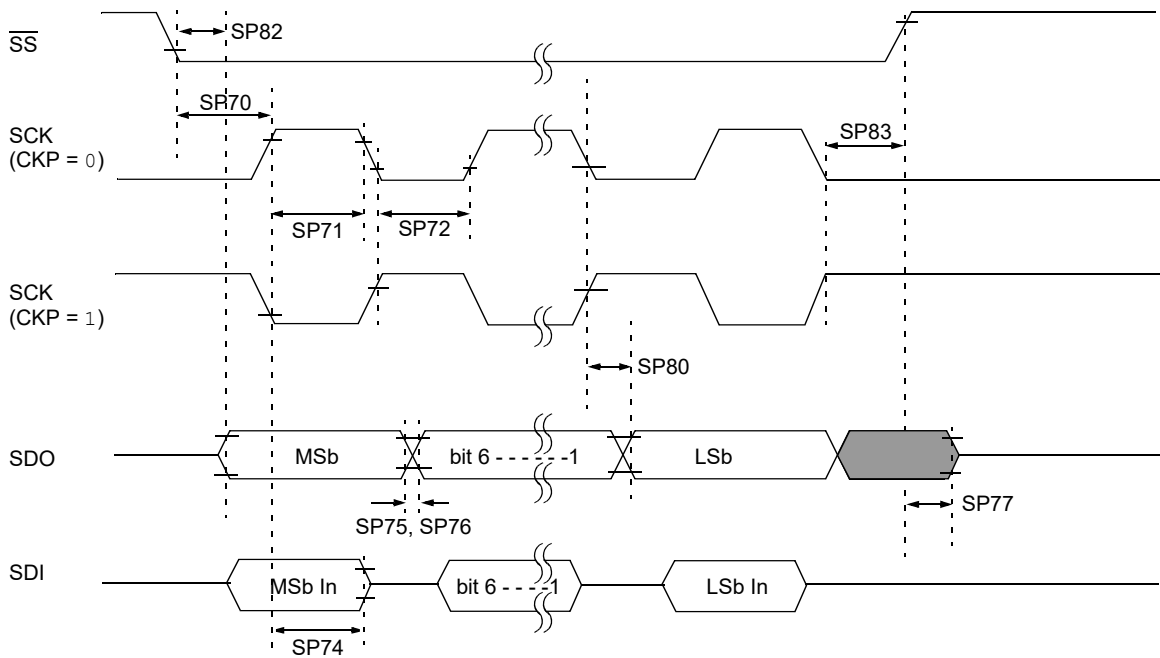 SS
SP82
SP70
SCK
(CKP = 0)
SP83
SP71
SP72
SCK
(CKP = 1)
SP80
SDO
MSb
bit 6 - - - - - -1
LSb
SP75, SP76
SP77
SDI
MSb In
bit 6 - - - -1
LSb In
SP74